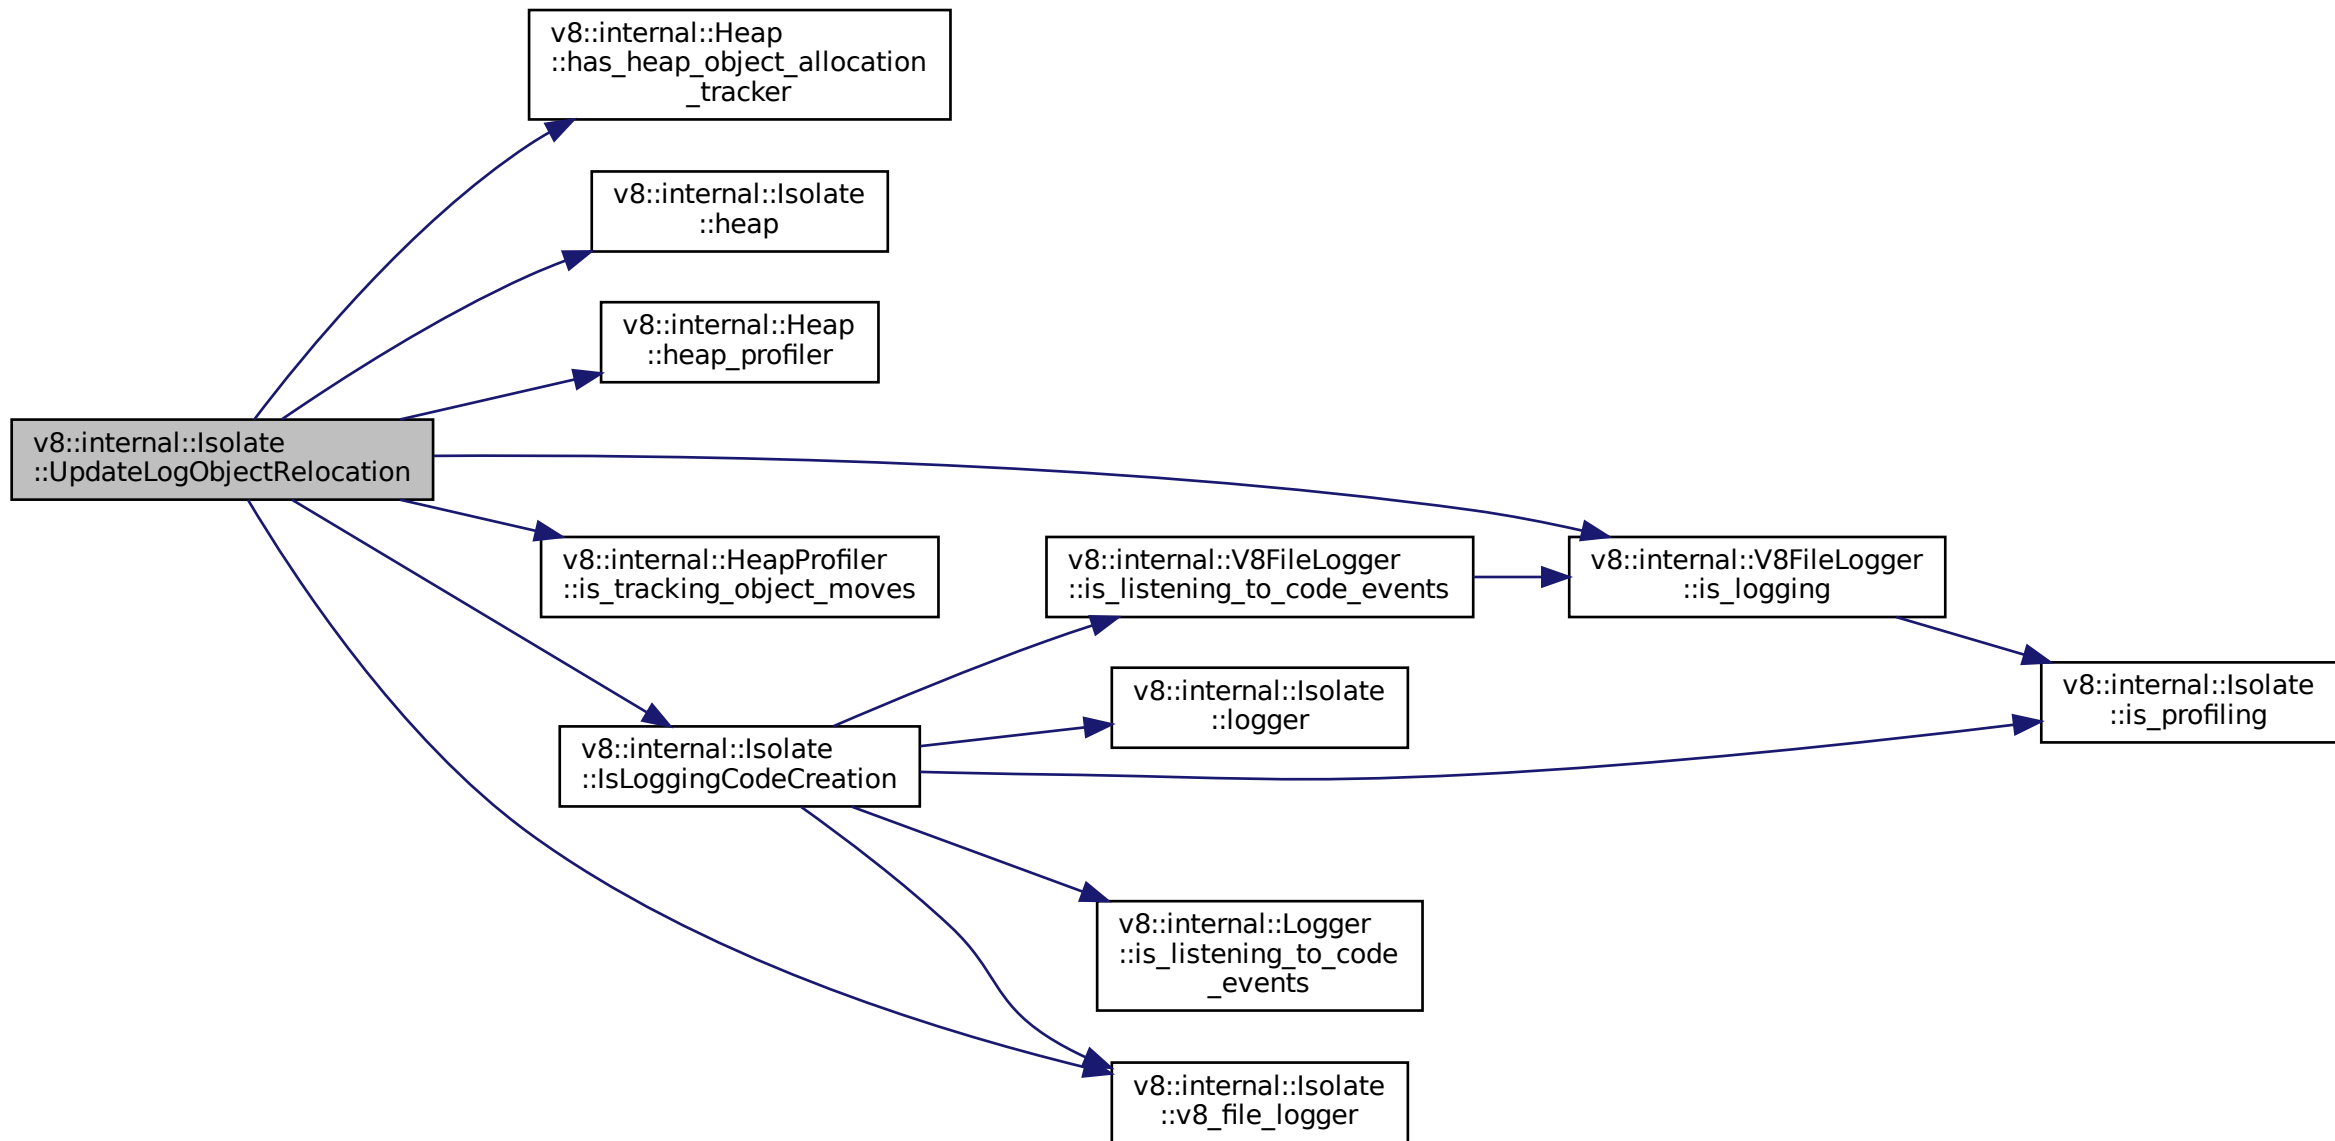 v8::internal::Heap
::has_heap_object_allocation
_tracker
v8::internal::Isolate
::heap
v8::internal::Heap
::heap_profiler
v8::internal::Isolate
::UpdateLogObjectRelocation
v8::internal::HeapProfiler
::is_tracking_object_moves
v8::internal::V8FileLogger
::is_listening_to_code_events
v8::internal::V8FileLogger
::is_logging
v8::internal::Isolate
::logger
v8::internal::Isolate
::is_profiling
v8::internal::Isolate
::IsLoggingCodeCreation
v8::internal::Logger
::is_listening_to_code
_events
v8::internal::Isolate
::v8_file_logger